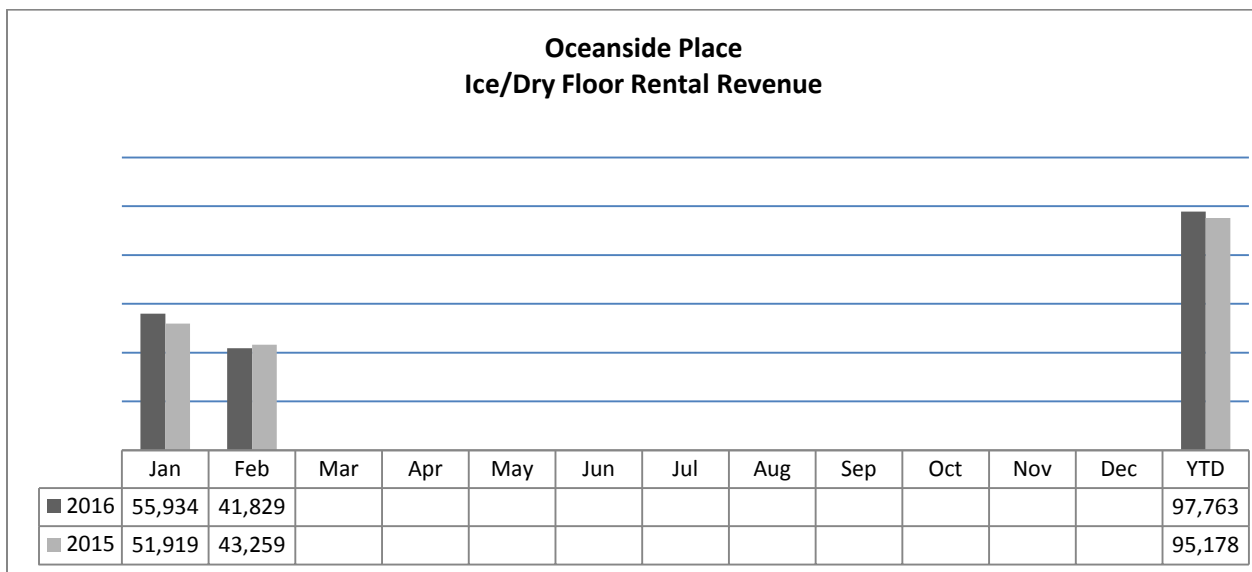 Oceanside Place
Ice/Dry Floor Rental Revenue
Jan Feb Mar Apr May Jun Jul Aug Sep Oct Nov Dec YTD
2016 55,934 41,829 97,763
2015 51,919 43,259 95,178